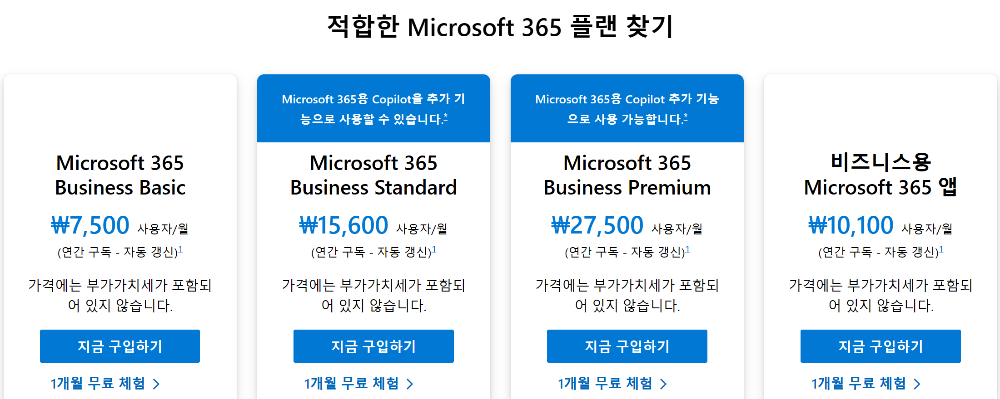 적합한 Microsoft 365 플랜 찾기
Microsoft 365
Business Basic
₩7,500 사용자/월
(연간 구독 - 자동 갱신)1
가격에는 부가가치세가 포함되
어 있지 않습니다.
지금 구입하기
1개월 무료 체험
Microsoft 365용 Copilot을 추가 기
능으로 사용할 수 있습니다.*
Microsoft 365
Business Standard
₩15,600 사용자/월
(연간 구독 - 자동 갱신)1
가격에는 부가가치세가 포함되
어 있지 않습니다.
지금 구입하기
1개월 무료 체험
Microsoft 365용 Copilot 추가 기능
으로 사용 가능합니다.*
Microsoft 365
Business Premium
₩27,500 사용자/월
(연간 구독 - 자동 갱신)1
가격에는 부가가치세가 포함되
어 있지 않습니다.
지금 구입하기
1개월 무료 체험
비즈니스용
Microsoft 365 앱
₩10,100 사용자/월
(연간 구독 - 자동 갱신)1
가격에는 부가가치세가 포함되
어 있지 않습니다.
지금 구입하기
1개월 무료 체험